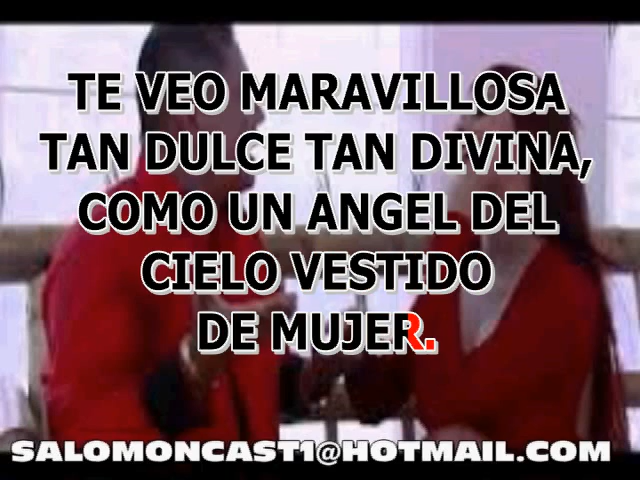 TE VEO MARAVILLOSA
TAN DULCE TAN DIVINA,
COMO UN ANGEL DEL
CIELO VESTIDO
DE MUJER.
SALOMONCAST1@HOTMAIL.COM